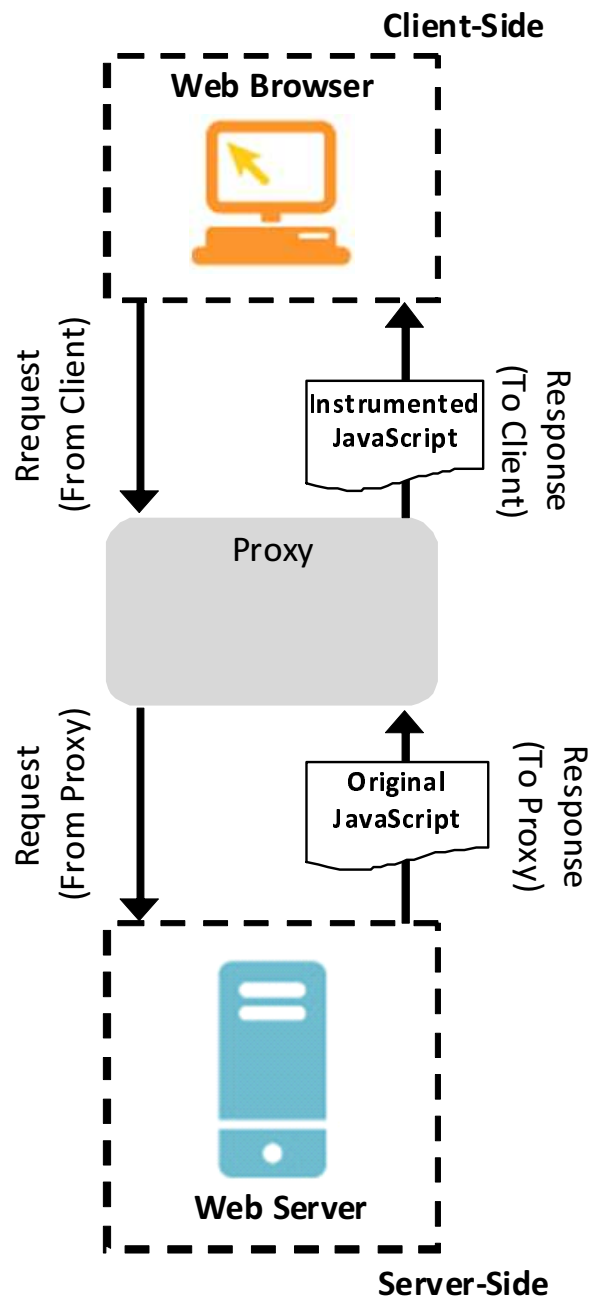 Client-Side
Web Browser
Rrequest
(From Client)
Instrumented
JavaScript
Response
(To Client)
Proxy
Request
(From Proxy)
Original
JavaScript
Response
(To Proxy)
Web Server
Server-Side